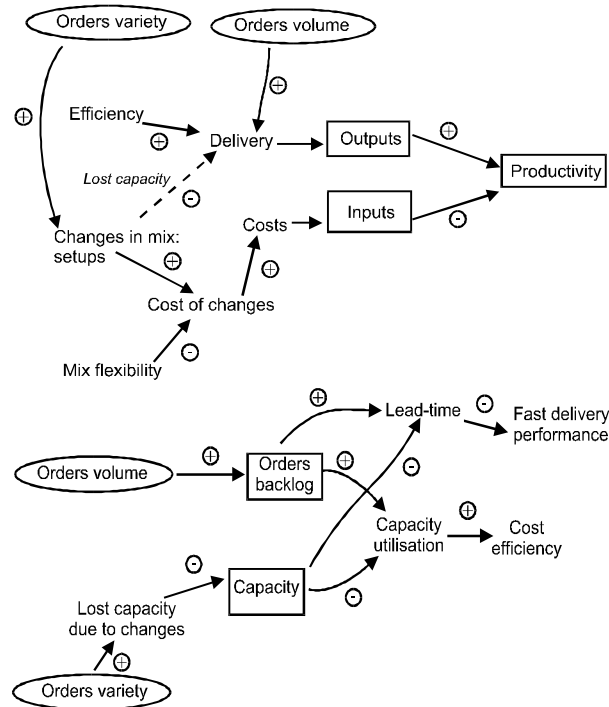 Orders variety
Orders volume
+
+
Efficiency
+
Delivery
Outputs
+
Productivity
Lost capacity
-
Costs
Inputs
-
Changes in mix:
setups
+
+
Cost of changes
-
Mix flexibility
+
Lead-time
-
Fast delivery
performance
Orders volume
+
Orders
backlog
+
-
Capacity
utilisation
+
Cost
efficiency
-
Capacity
-
Lost capacity
due to changes
+
Orders variety